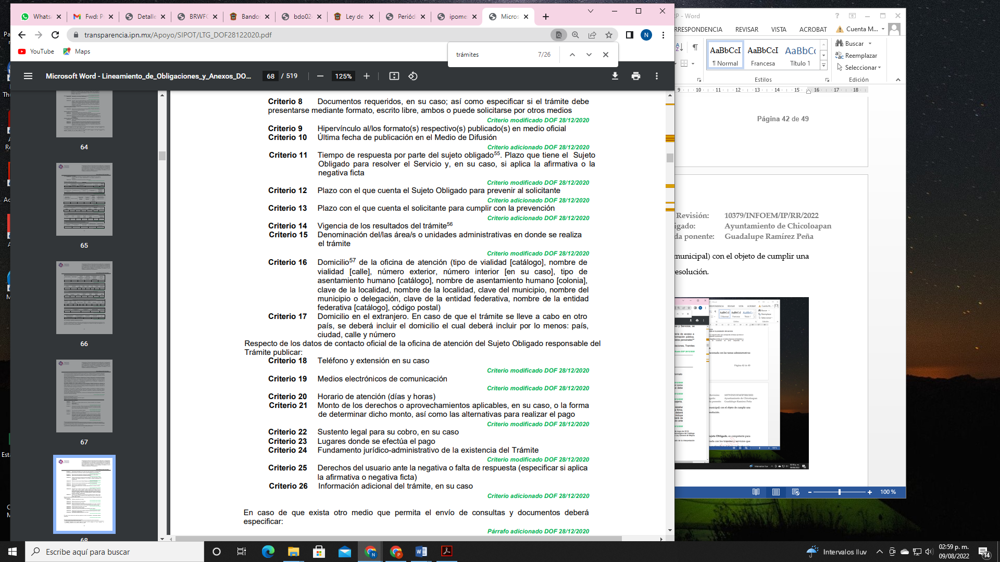 Whats
Fwd: P
Detalle
BRWFC
Bandos
bdo024
Ley de
Periód
ipome
Micros
transparencia.ipn.mx/Apoyo/SIPOT/LTG_DOF28122020.pdf
N
YouTube
Maps
trámites
7/26
Microsoft Word - Lineamiento_de_Obligaciones_y_Anexos_DO...
68 / 519
125%
64
65
66
67
68
Criterio 8 Documentos requeridos, en su caso; así como especificar si el trámite debe
presentarse mediante formato, escrito libre, ambos o puede solicitarse por otros medios
Criterio modificado DOF 28/12/2020
Criterio 9 Hipervínculo al/los formato(s) respectivo(s) publicado(s) en medio oficial
Criterio 10 Última fecha de publicación en el Medio de Difusión
Criterio adicionado DOF 28/12/2020
Criterio 11 Tiempo de respuesta por parte del sujeto obligado55. Plazo que tiene el Sujeto
Obligado para resolver el Servicio y, en su caso, si aplica la afirmativa o la
negativa ficta
Criterio modificado DOF 28/12/2020
Criterio 12 Plazo con el que cuenta el Sujeto Obligado para prevenir al solicitante
Criterio adicionado DOF 28/12/2020
Criterio 13 Plazo con el que cuenta el solicitante para cumplir con la prevención
Criterio adicionado DOF 28/12/2020
Criterio 14 Vigencia de los resultados del trámite56
Criterio 15 Denominación del/las área/s o unidades administrativas en donde se realiza
el trámite
Criterio modificado DOF 28/12/2020
Criterio 16 Domicilio57 de la oficina de atención (tipo de vialidad [catálogo], nombre de
vialidad [calle], número exterior, número interior [en su caso], tipo de
asentamiento humano [catálogo], nombre de asentamiento humano [colonia],
clave de la localidad, nombre de la localidad, clave del municipio, nombre del
municipio o delegación, clave de la entidad federativa, nombre de la entidad
federativa [catálogo], código postal)
Criterio 17 Domicilio en el extranjero. En caso de que el trámite se lleve a cabo en otro
país, se deberá incluir el domicilio el cual deberá incluir por lo menos: país,
ciudad, calle y número
Respecto de los datos de contacto oficial de la oficina de atención del Sujeto Obligado responsable del
Trámite publicar:
Criterio 18 Teléfono y extensión en su caso
Criterio modificado DOF 28/12/2020
Criterio 19 Medios electrónicos de comunicación
Criterio modificado DOF 28/12/2020
Criterio 20 Horario de atención (días y horas)
Criterio 21 Monto de los derechos o aprovechamientos aplicables, en su caso, o la forma
de determinar dicho monto, así como las alternativas para realizar el pago
Criterio modificado DOF 28/12/2020
Criterio 22 Sustento legal para su cobro, en su caso
Criterio 23 Lugares donde se efectúa el pago
Criterio 24 Fundamento jurídico-administrativo de la existencia del Trámite
Criterio modificado DOF 28/12/2020
Criterio 25 Derechos del usuario ante la negativa o falta de respuesta (especificar si aplica
la afirmativa o negativa ficta)
Criterio 26 Información adicional del trámite, en su caso
Criterio adicionado DOF 28/12/2020
En caso de que exista otro medio que permita el envío de consultas y documentos deberá
especificar:
Párrafo adicionado DOF 28/12/2020
P - Word
RRESPONDENCIA REVISAR VISTA ACROBAT Cuenta M...
AaBbCcI AaBbCcI AaBbCc
¶ Normal Francesa Título 1
Estilos
Buscar
Reemplazar
Seleccionar
Edición
9 10 11 12 13 14 15 16 17 18
Página 42 de 49
Revisión: 10379/INFOEM/IP/RR/2022
igado: Ayuntamiento de Chicoloapan
da ponente: Guadalupe Ramírez Peña
municipal) con el objeto de cumplir una
resolución.
100 %
Escribe aquí para buscar
Intervalos lluv
02:59 p. m.
09/08/2022
14